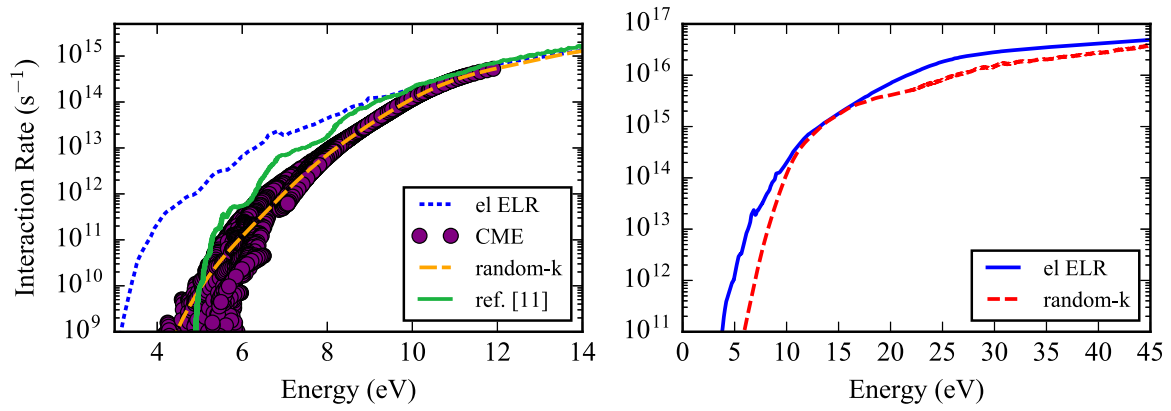 Interaction Rate (s⁻¹)
10¹⁵
10¹⁴
10¹³
10¹²
10¹¹
10¹⁰
10⁹
el ELR
CME
random-k
ref. [11]
4 6 8 10 12 14
Energy (eV)
10¹⁷
10¹⁶
10¹⁵
10¹⁴
10¹³
10¹²
10¹¹
el ELR
random-k
0 5 10 15 20 25 30 35 40 45
Energy (eV)